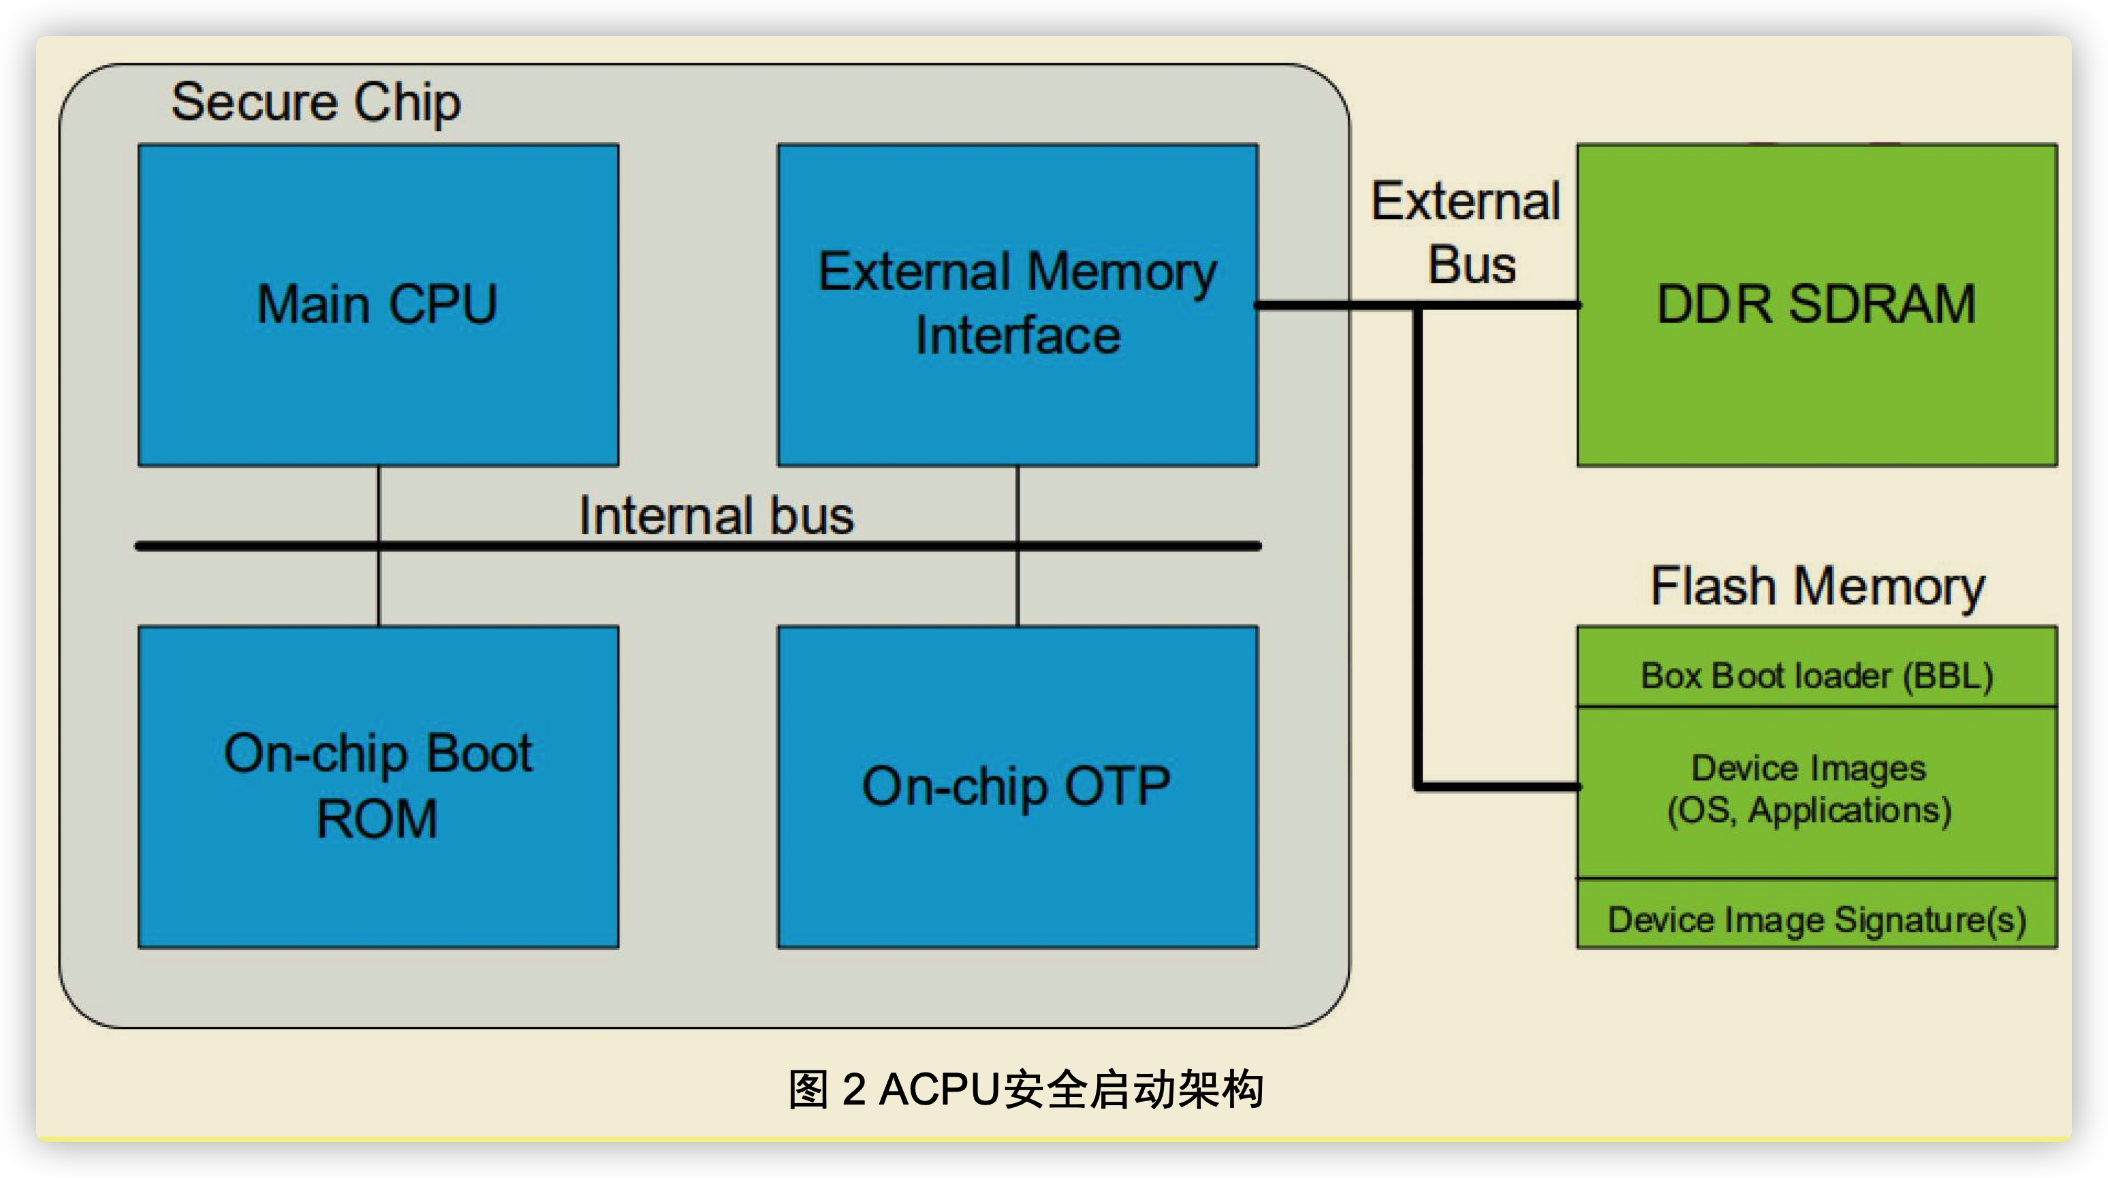 Secure Chip
Main CPU
External Memory
Interface
External
Bus
DDR SDRAM
Internal bus
Flash Memory
On-chip Boot
ROM
On-chip OTP
Box Boot loader (BBL)
Device Images
(OS, Applications)
Device Image Signature(s)
图 2 ACPU安全启动架构